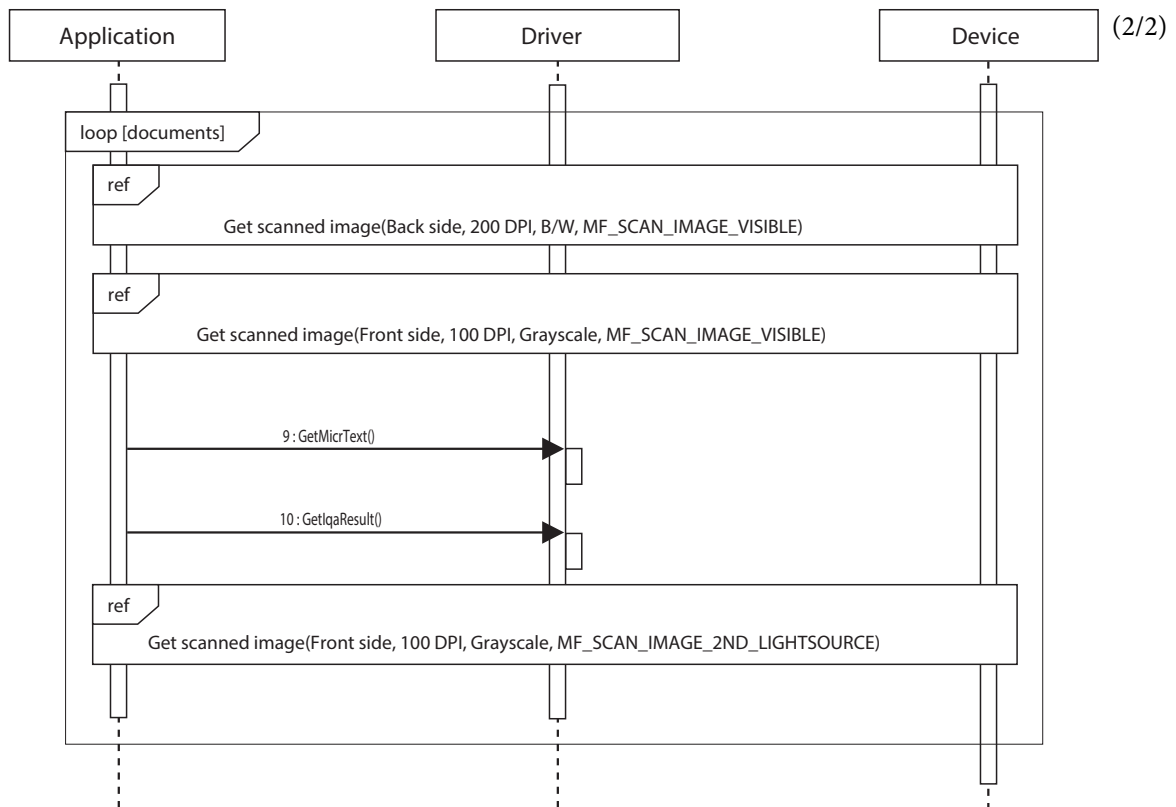 Application
Driver
Device
(2/2)
loop [documents]
ref
Get scanned image(Back side, 200 DPI, B/W, MF_SCAN_IMAGE_VISIBLE)
ref
Get scanned image(Front side, 100 DPI, Grayscale, MF_SCAN_IMAGE_VISIBLE)
9 : GetMicrText()
10 : GetIqaResult()
ref
Get scanned image(Front side, 100 DPI, Grayscale, MF_SCAN_IMAGE_2ND_LIGHTSOURCE)